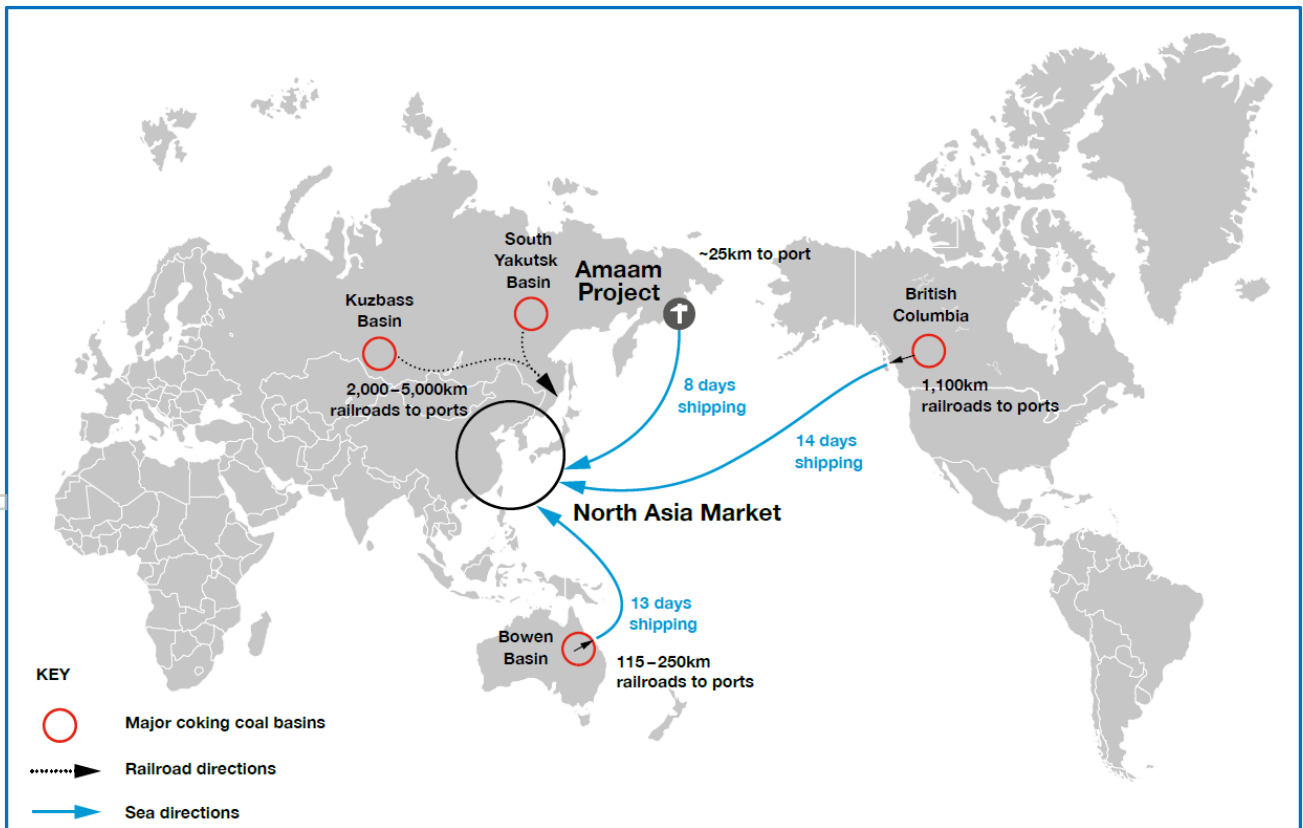 South
Yakutsk
Basin
Amaam
Project
~25km to port
Kuzbass
Basin
British
Columbia
2,000–5,000km
railroads to ports
8 days
shipping
1,100km
railroads to ports
14 days
shipping
North Asia Market
13 days
shipping
Bowen
Basin
115–250km
railroads to ports
KEY
Major coking coal basins
Railroad directions
Sea directions